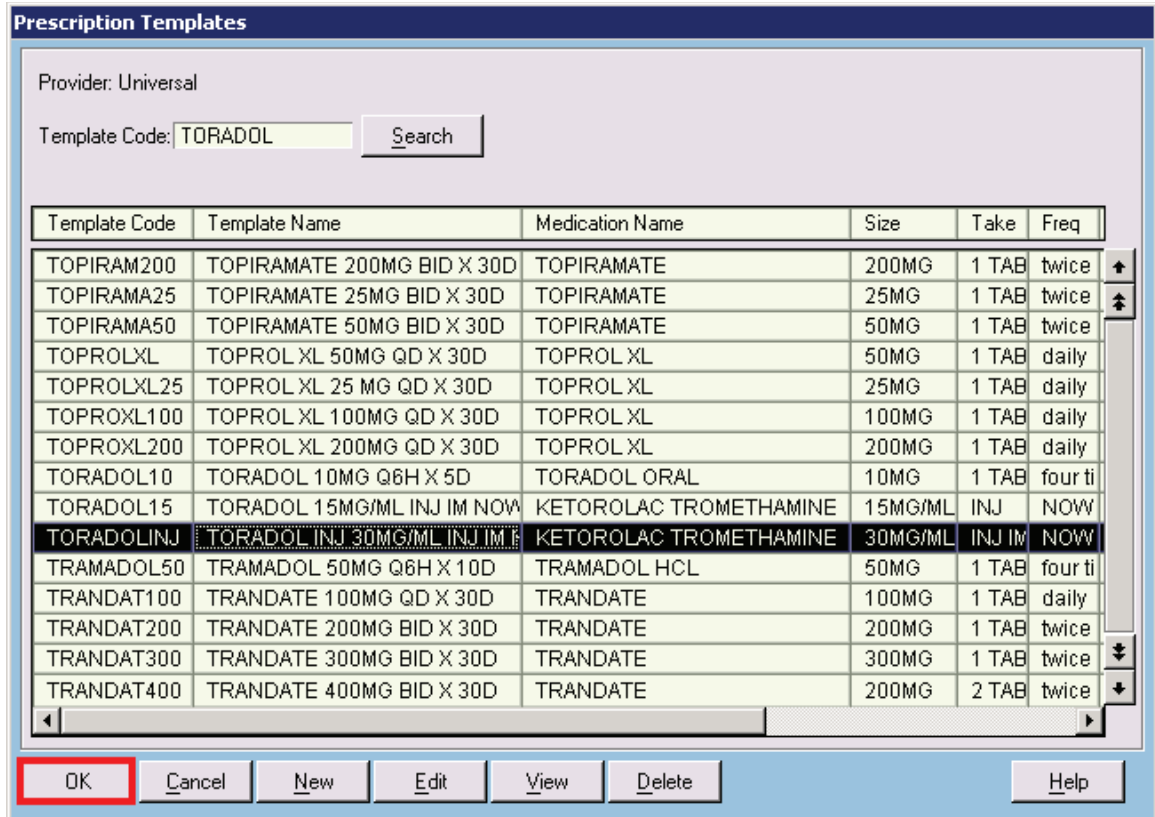 Prescription Templates
Provider: Universal
Template Code: TORADOL Search
Template Code Template Name Medication Name Size Take Freq
TOPIRAM200 TOPIRAMATE 200MG BID X 30D TOPIRAMATE 200MG 1 TAB twice
TOPIRAMA25 TOPIRAMATE 25MG BID X 30D TOPIRAMATE 25MG 1 TAB twice
TOPIRAMA50 TOPIRAMATE 50MG BID X 30D TOPIRAMATE 50MG 1 TAB twice
TOPROLXL TOPROL XL 50MG QD X 30D TOPROL XL 50MG 1 TAB daily
TOPROLXL25 TOPROL XL 25 MG QD X 30D TOPROL XL 25MG 1 TAB daily
TOPROXL100 TOPROL XL 100MG QD X 30D TOPROL XL 100MG 1 TAB daily
TOPROXL200 TOPROL XL 200MG QD X 30D TOPROL XL 200MG 1 TAB daily
TORADOL10 TORADOL 10MG Q6H X 5D TORADOL ORAL 10MG 1 TAB four ti
TORADOL15 TORADOL 15MG/ML INJ IM NOW KETOROLAC TROMETHAMINE 15MG/ML INJ NOW
TORADOLINJ TORADOL INJ 30MG/ML INJ IM KETOROLAC TROMETHAMINE 30MG/ML INJ IM NOW
TRAMADOL50 TRAMADOL 50MG Q6H X 10D TRAMADOL HCL 50MG 1 TAB four ti
TRANDAT100 TRANDATE 100MG QD X 30D TRANDATE 100MG 1 TAB daily
TRANDAT200 TRANDATE 200MG BID X 30D TRANDATE 200MG 1 TAB twice
TRANDAT300 TRANDATE 300MG BID X 30D TRANDATE 300MG 1 TAB twice
TRANDAT400 TRANDATE 400MG BID X 30D TRANDATE 200MG 2 TAB twice
OK Cancel New Edit View Delete Help